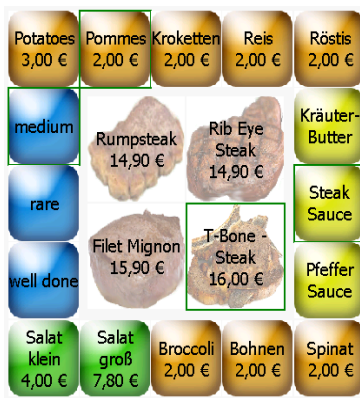 Potatoes
3,00 €
Pommes
2,00 €
Kroketten
2,00 €
Reis
2,00 €
Röstis
2,00 €
medium
Rumpsteak
14,90 €
Rib Eye
Steak
14,90 €
Kräuter-
Butter
rare
Steak
Sauce
Filet Mignon
15,90 €
T-Bone -
Steak
16,00 €
well done
Pfeffer
Sauce
Salat
klein
4,00 €
Salat
groß
7,80 €
Broccoli
2,00 €
Bohnen
2,00 €
Spinat
2,00 €